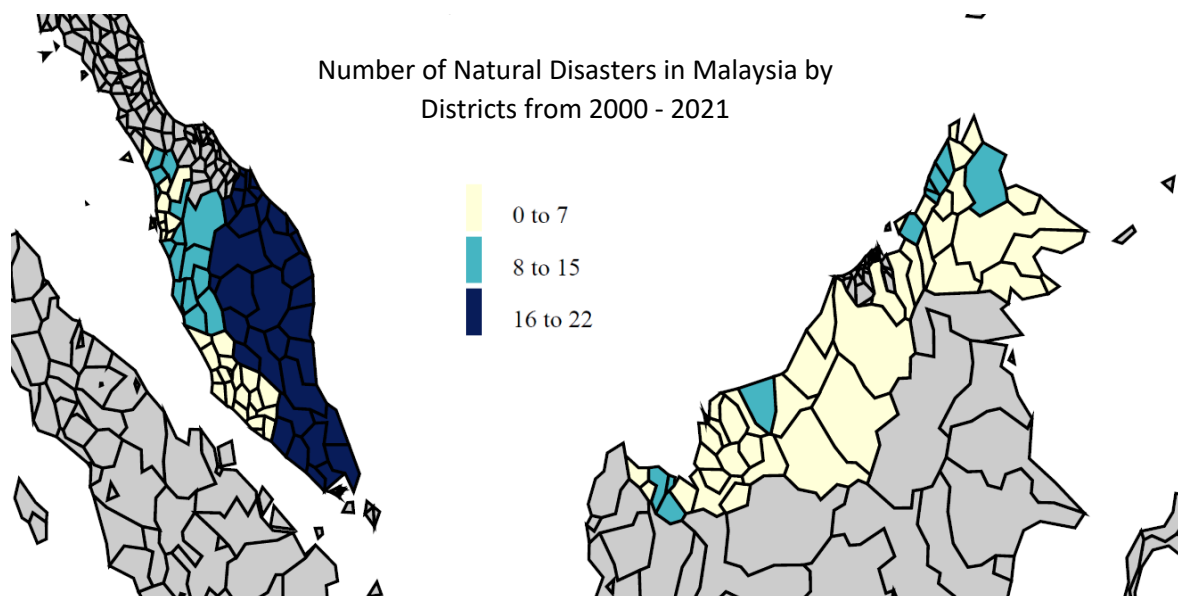 Number of Natural Disasters in Malaysia by
Districts from 2000 - 2021
0 to 7
8 to 15
16 to 22